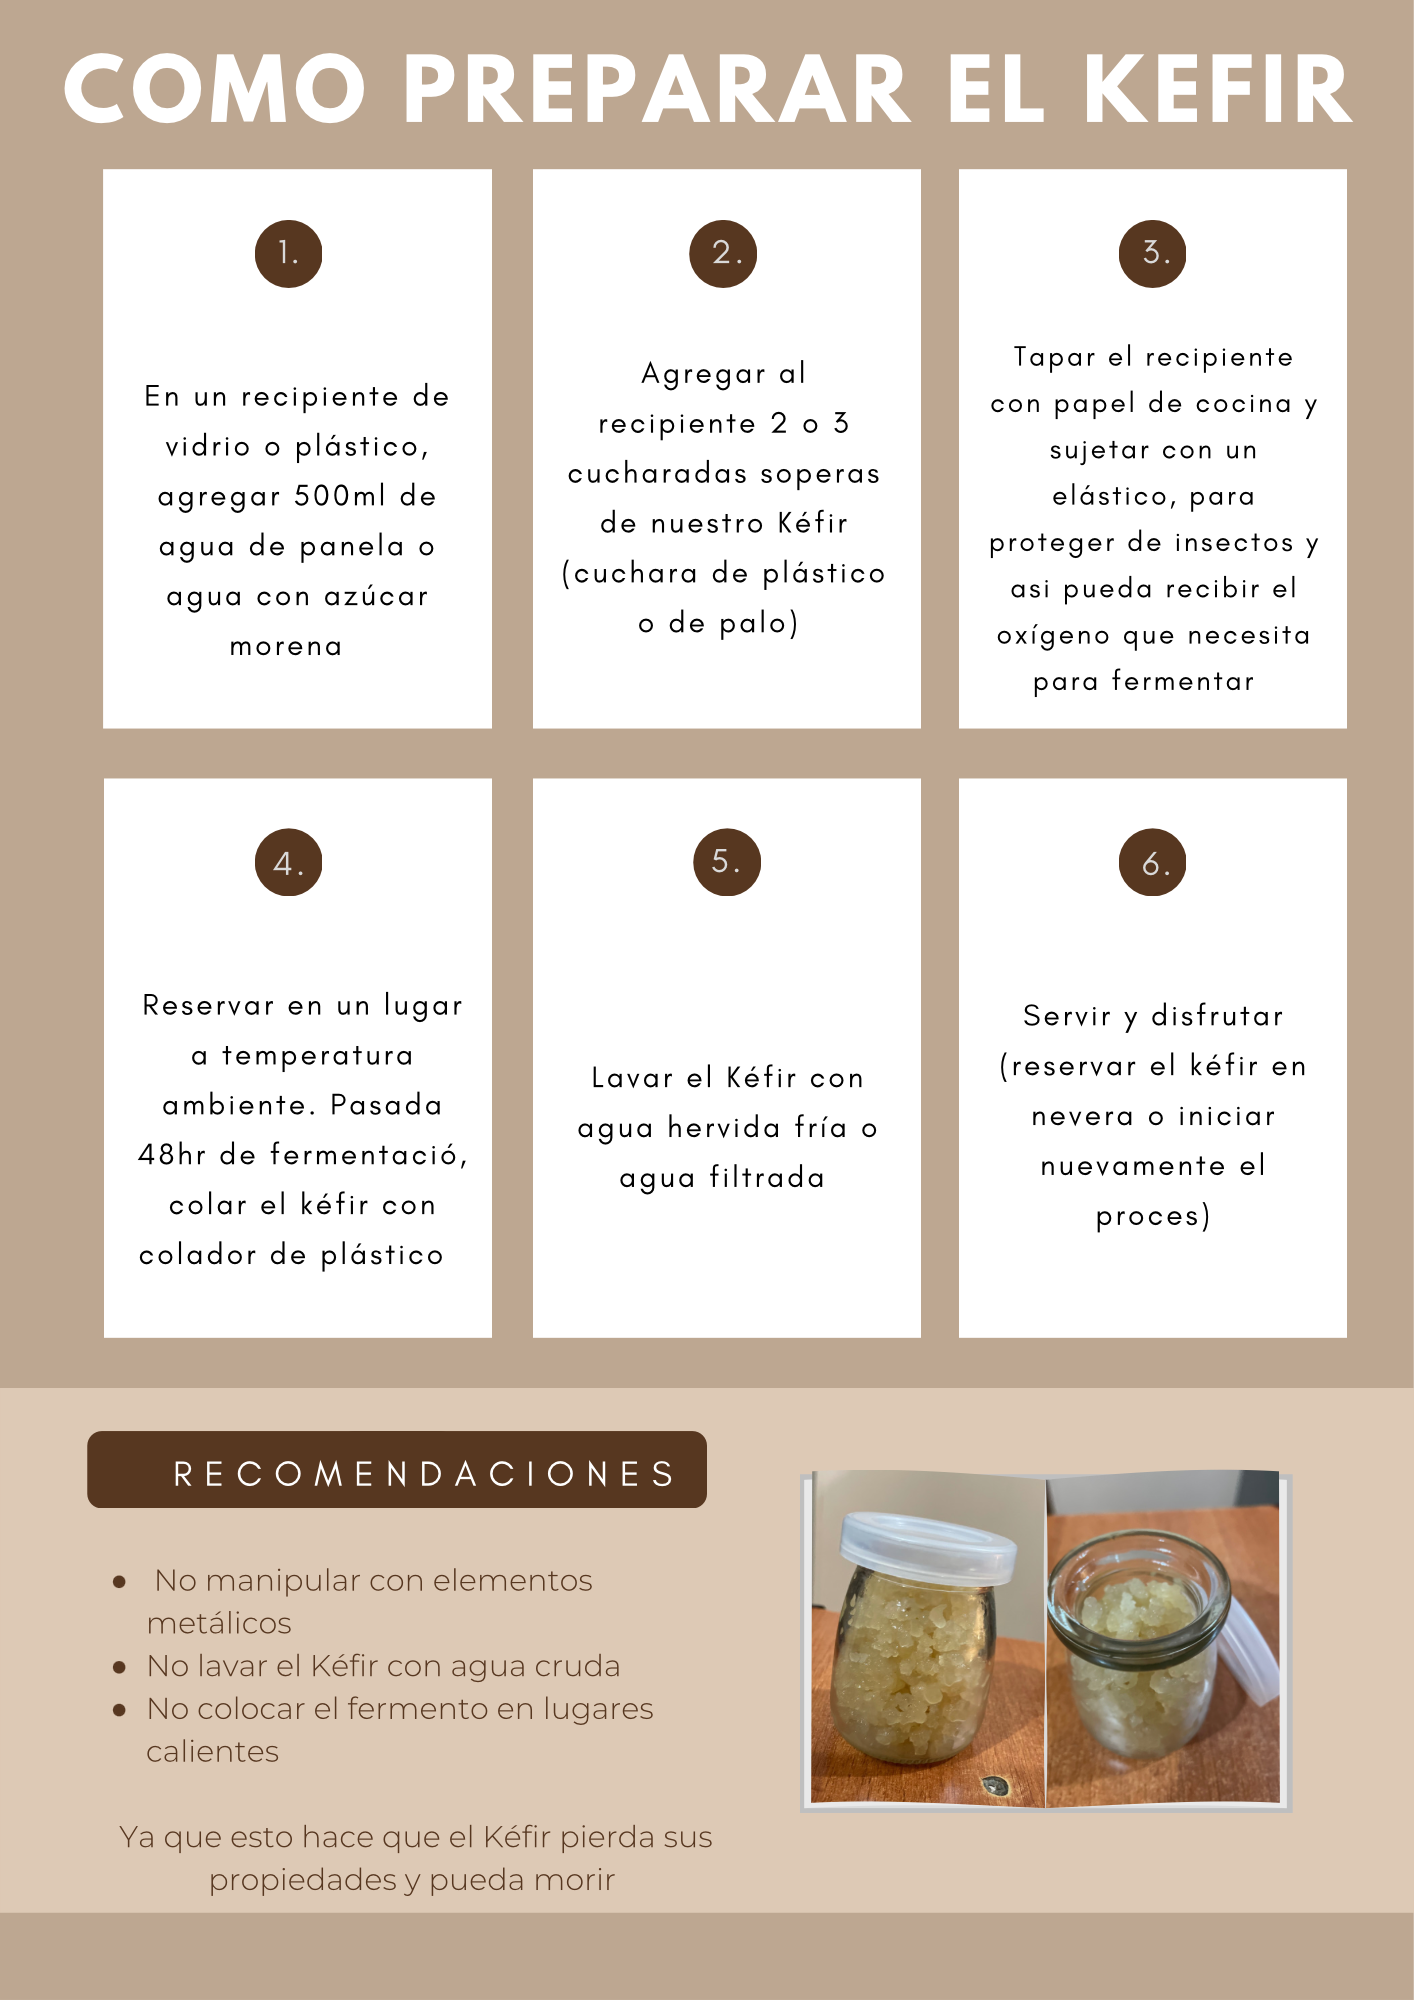 COMO PREPARAR EL KEFIR
1.
En un recipiente de
vidrio o plástico,
agregar 500ml de
agua de panela o
agua con azúcar
morena
2.
Agregar al
recipiente 2 o 3
cucharadas soperas
de nuestro Kéfir
(cuchara de plástico
o de palo)
3.
Tapar el recipiente
con papel de cocina y
sujetar con un
elástico, para
proteger de insectos y
asi pueda recibir el
oxígeno que necesita
para fermentar
4.
Reservar en un lugar
a temperatura
ambiente. Pasada
48hr de fermentació,
colar el kéfir con
colador de plástico
5.
Lavar el Kéfir con
agua hervida fría o
agua filtrada
6.
Servir y disfrutar
(reservar el kéfir en
nevera o iniciar
nuevamente el
proces)
RECOMENDACIONES
• No manipular con elementos
metálicos
• No lavar el Kéfir con agua cruda
• No colocar el fermento en lugares
calientes
Ya que esto hace que el Kéfir pierda sus
propiedades y pueda morir